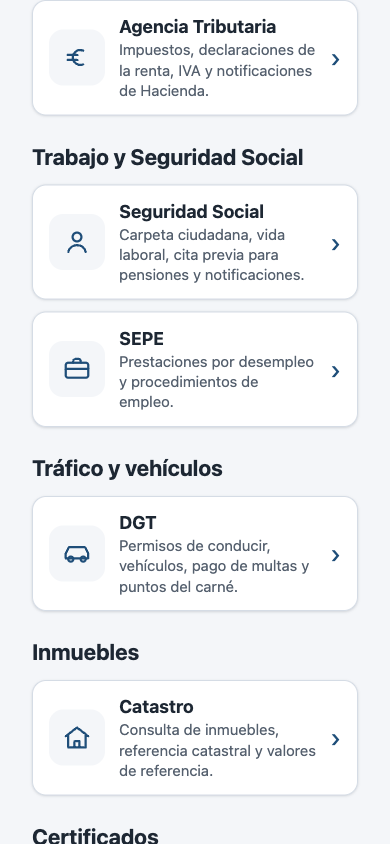 Agencia Tributaria
Impuestos, declaraciones de
la renta, IVA y notificaciones
de Hacienda.
Trabajo y Seguridad Social
Seguridad Social
Carpeta ciudadana, vida
laboral, cita previa para
pensiones y notificaciones.
SEPE
Prestaciones por desempleo
y procedimientos de
empleo.
Tráfico y vehículos
DGT
Permisos de conducir,
vehículos, pago de multas y
puntos del carné.
Inmuebles
Catastro
Consulta de inmuebles,
referencia catastral y valores
de referencia.
Certificados